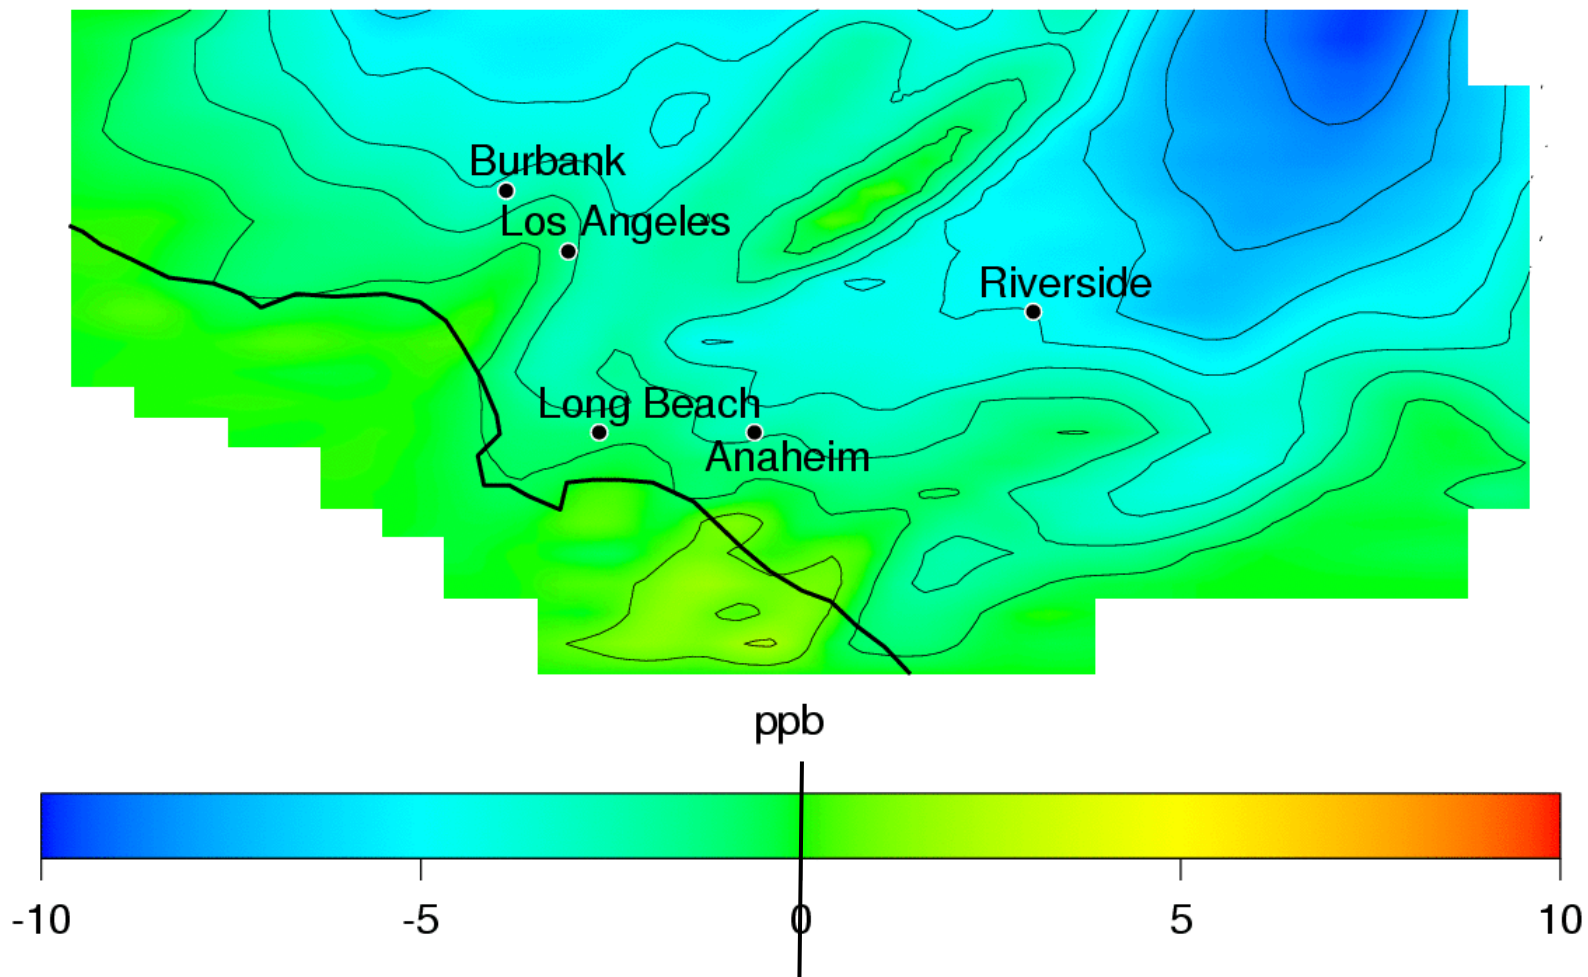 Burbank
Los Angeles
Riverside
Long Beach
Anaheim
ppb
-10 -5 0 5 10